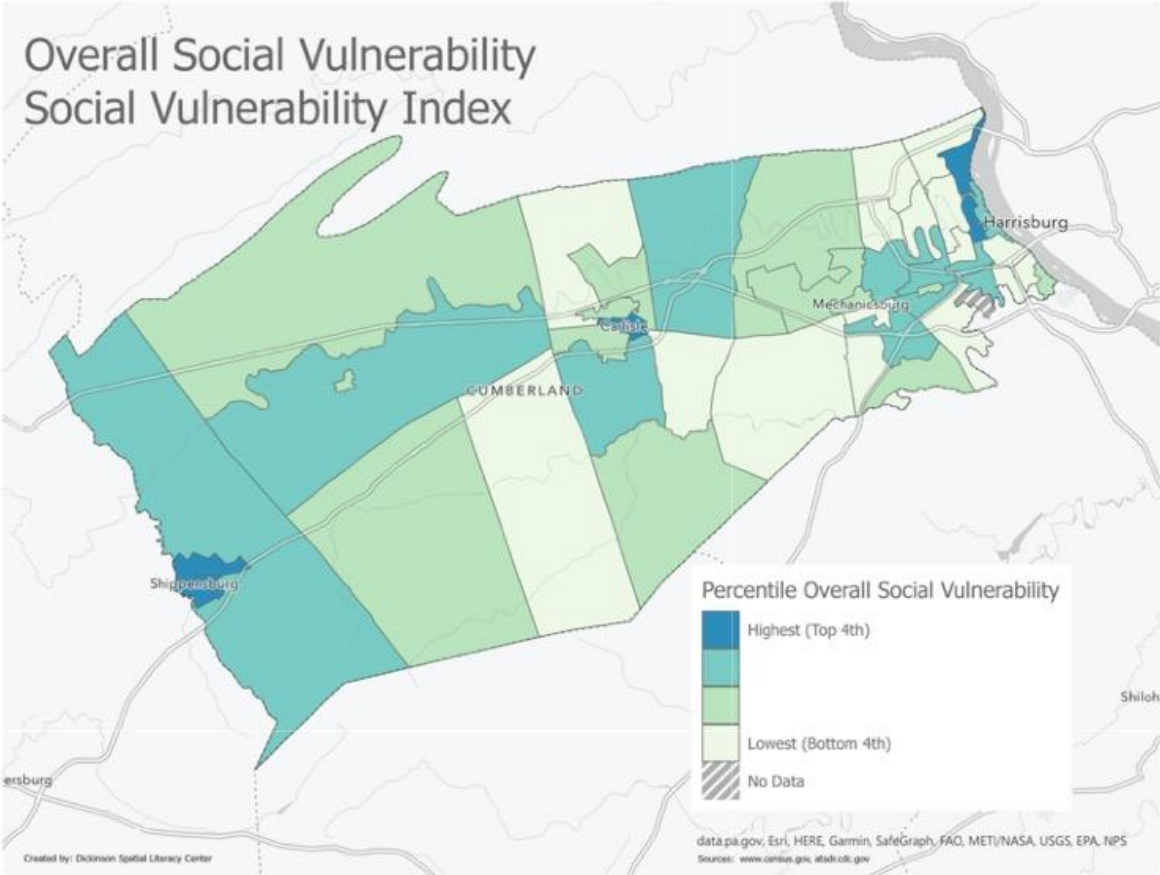 Overall Social Vulnerability
Social Vulnerability Index
Harrisburg
Mechanicsburg
Carlisle
CUMBERLAND
Shippensburg
Percentile Overall Social Vulnerability
Highest (Top 4th)
Lowest (Bottom 4th)
No Data
Shiloh
ersburg
data.pa.gov, Esri, HERE, Garmin, SafeGraph, FAO, METI/NASA, USGS, EPA, NPS
Created by: Dickinson Spatial Literacy Center
Sources: www.census.gov, atsdr.cdc.gov